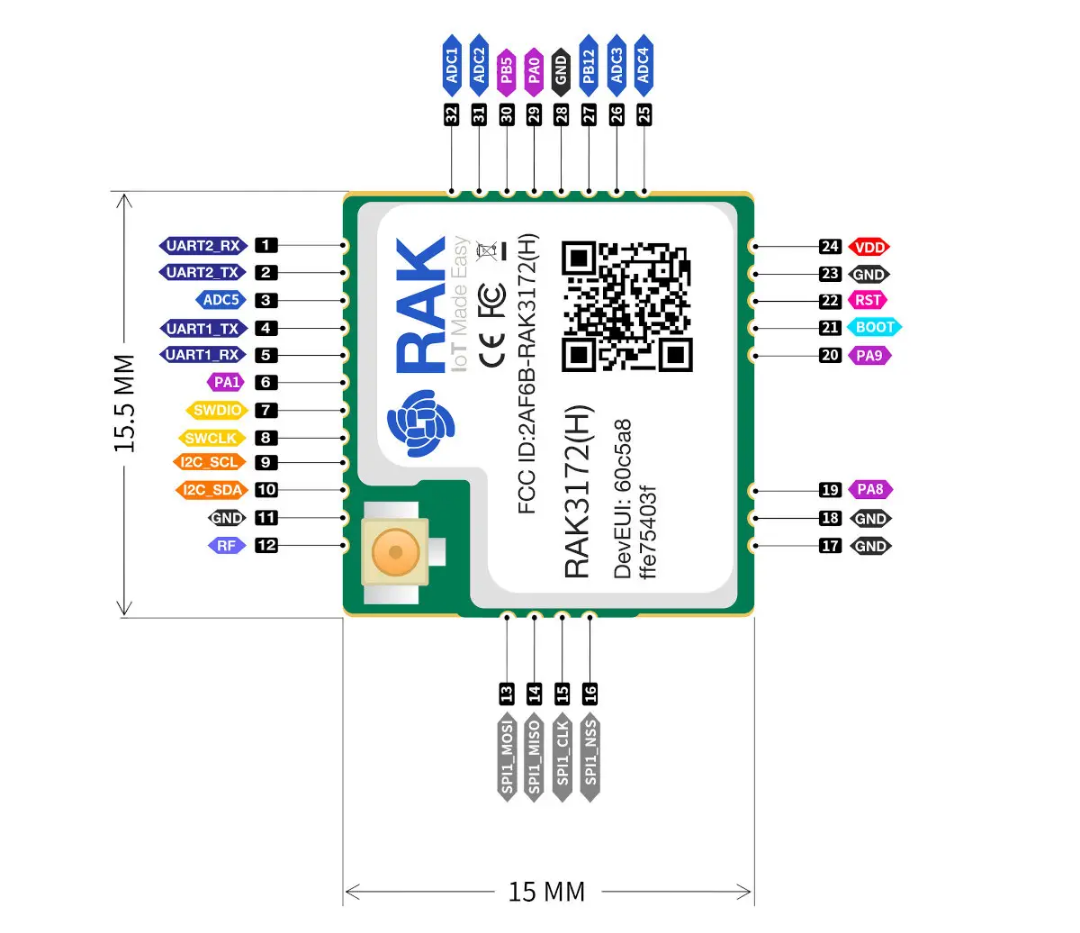 ADC1
32
ADC2
31
PB5
30
PA0
29
GND
28
PB12
27
ADC3
26
ADC4
25
UART2_RX 1
UART2_TX 2
ADC5 3
UART1_TX 4
UART1_RX 5
PA1 6
SWDIO 7
SWCLK 8
I2C_SCL 9
I2C_SDA 10
GND 11
RF 12
15.5 MM
RAK
IoT Made Easy
CE FC
FCC ID:2AF6B-RAK3172(H)
RAK3172(H)
DevEUI: 60c5a8
ffe75403f
24 VDD
23 GND
22 RST
21 BOOT
20 PA9
19 PA8
18 GND
17 GND
13
SPI1_MOSI
14
SPI1_MISO
15
SPI1_CLK
16
SPI1_NSS
15 MM